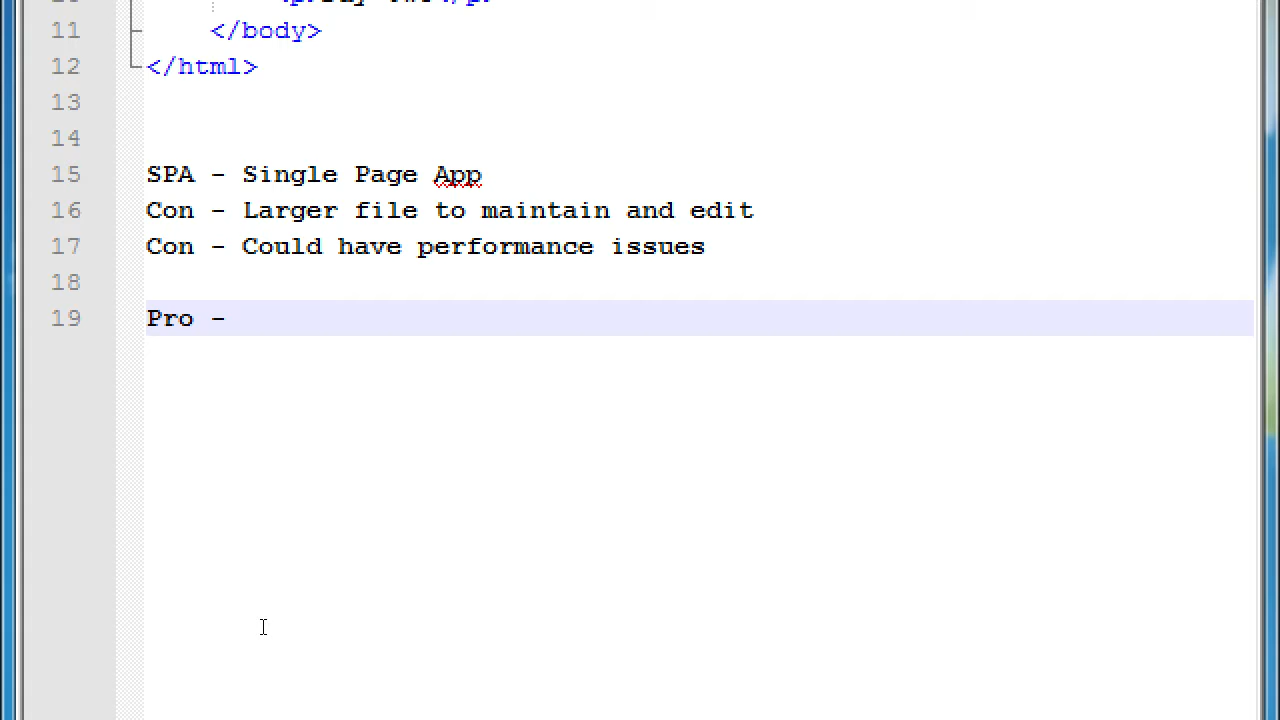 10
11 </body>
12 </html>
13
14
15 SPA - Single Page App
16 Con - Larger file to maintain and edit
17 Con - Could have performance issues
18
19 Pro -